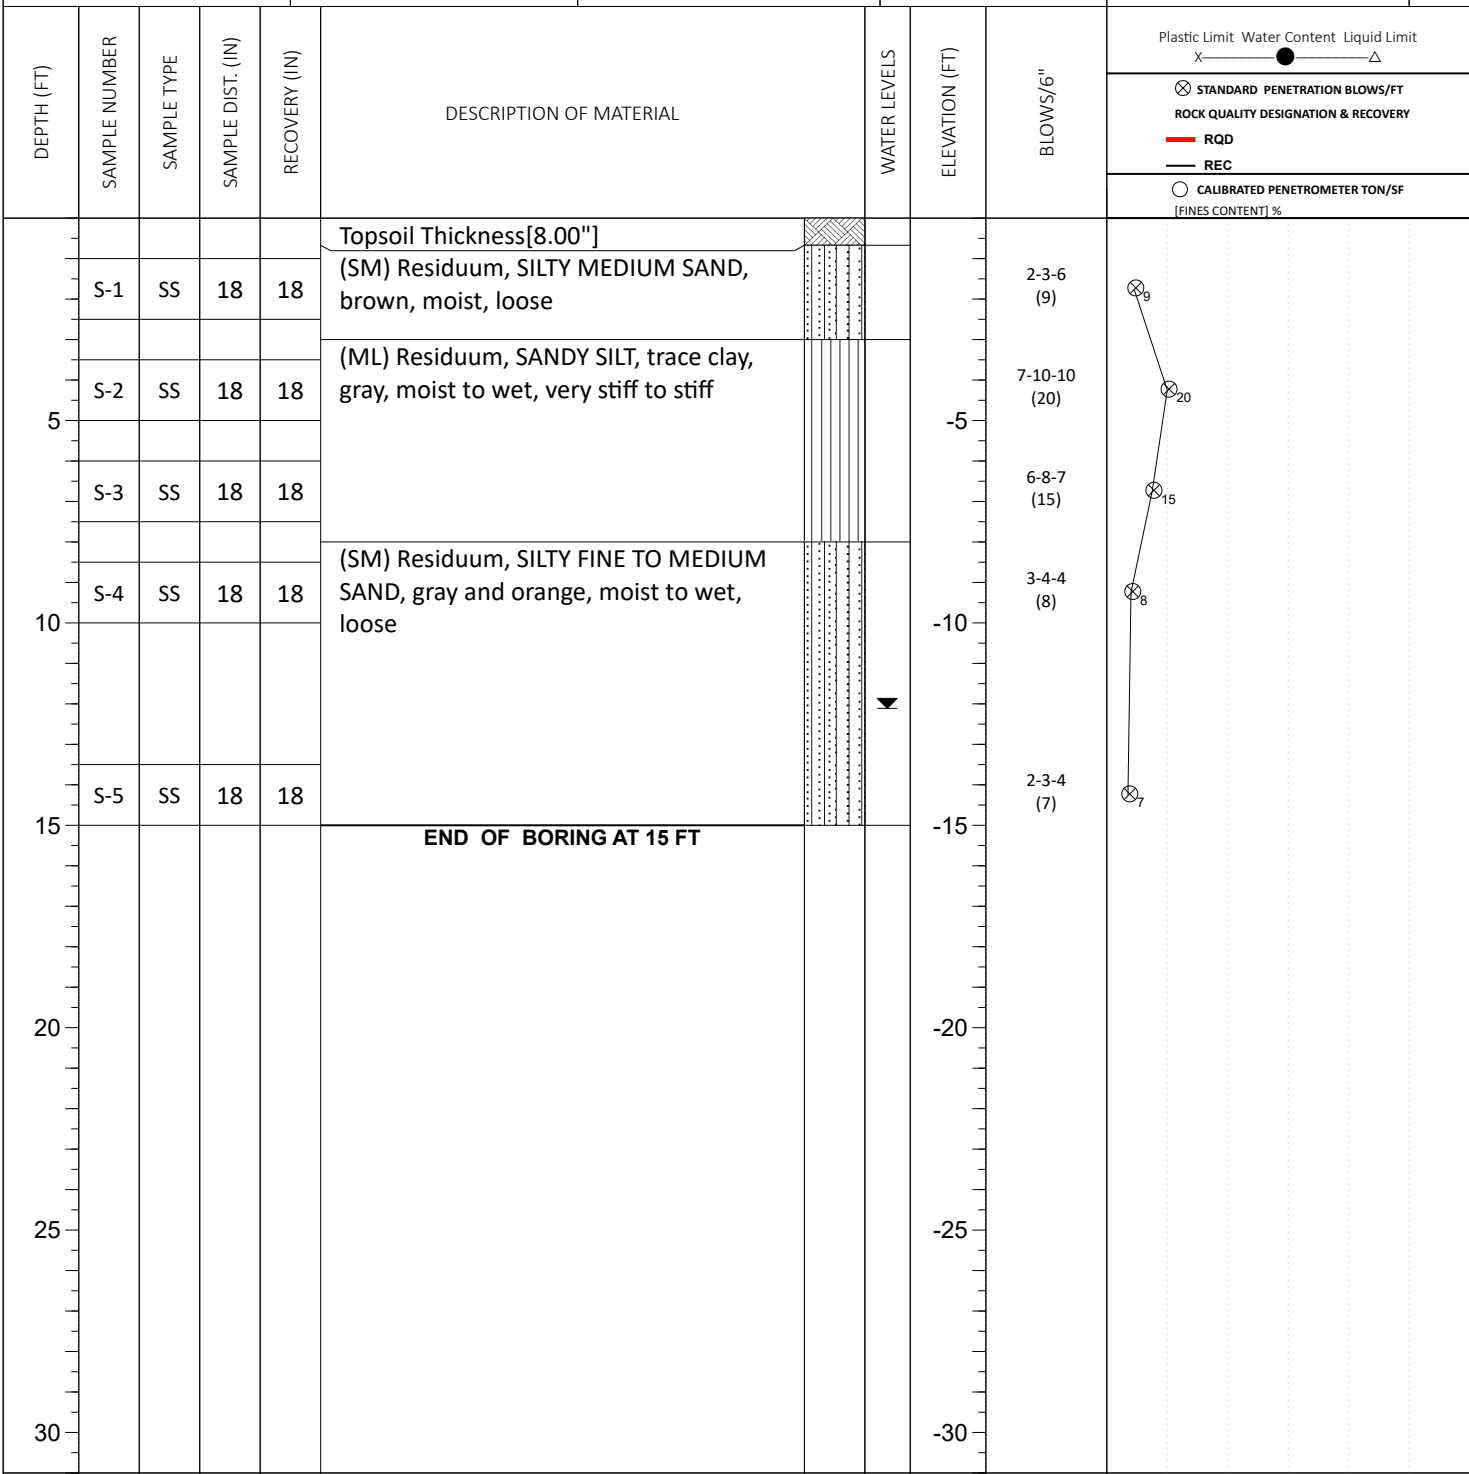 DEPTH (FT)
SAMPLE NUMBER
SAMPLE TYPE
SAMPLE DIST. (IN)
RECOVERY (IN)
DESCRIPTION OF MATERIAL
WATER LEVELS
ELEVATION (FT)
BLOWS/6"
Plastic Limit Water Content Liquid Limit
X
STANDARD PENETRATION BLOWS/FT
ROCK QUALITY DESIGNATION & RECOVERY
RQD
REC
CALIBRATED PENETROMETER TON/SF
[FINES CONTENT] %
Topsoil Thickness[8.00"]
(SM) Residuum, SILTY MEDIUM SAND,
brown, moist, loose
S-1 SS 18 18
2-3-6
(9)
9
(ML) Residuum, SANDY SILT, trace clay,
gray, moist to wet, very stiff to stiff
S-2 SS 18 18
7-10-10
(20)
20
5 -5
S-3 SS 18 18
6-8-7
(15)
15
(SM) Residuum, SILTY FINE TO MEDIUM
SAND, gray and orange, moist to wet,
loose
S-4 SS 18 18
3-4-4
(8)
8
10 -10
S-5 SS 18 18
2-3-4
(7)
7
15 -15
END OF BORING AT 15 FT
20 -20
25 -25
30 -30